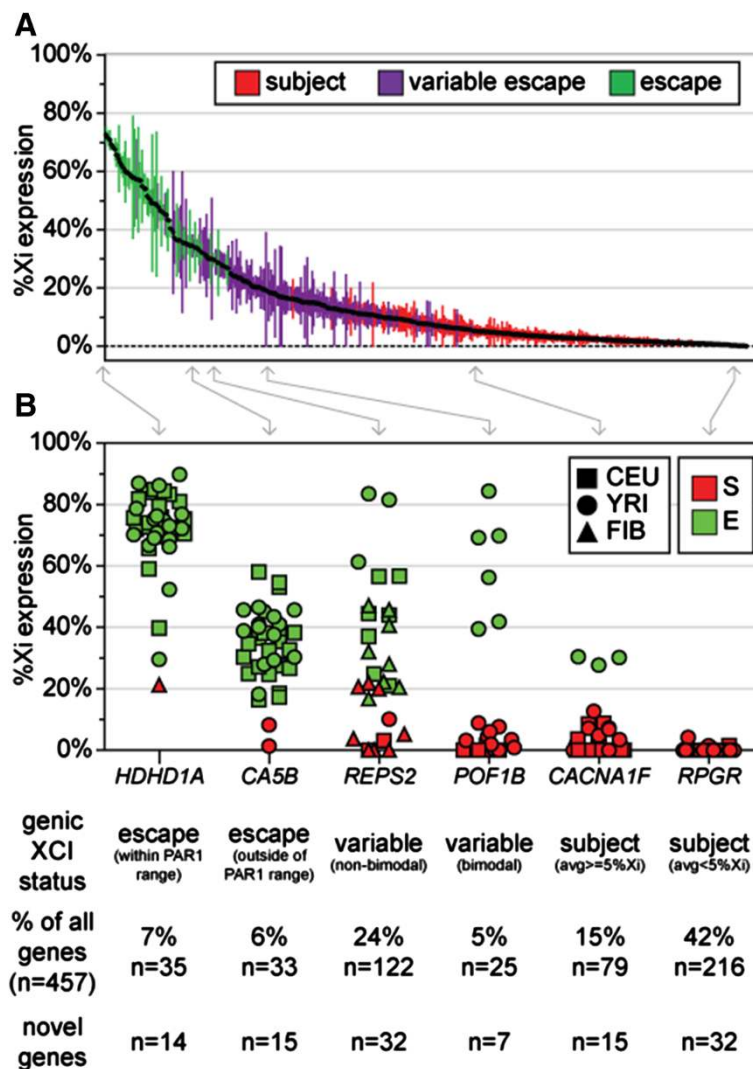 A
100%
80%
60%
40%
20%
0%
%Xi expression
subject variable escape escape
B
100%
80%
60%
40%
20%
0%
%Xi expression
CEU
YRI
FIB
S
E
HDHD1A CA5B REPS2 POF1B CACNA1F RPGR
genic XCI status
escape (within PAR1 range)
escape (outside of PAR1 range)
variable (non-bimodal)
variable (bimodal)
subject (avg>=5%Xi)
subject (avg<5%Xi)
% of all genes (n=457)
7% 6% 24% 5% 15% 42%
n=35 n=33 n=122 n=25 n=79 n=216
novel genes
n=14 n=15 n=32 n=7 n=15 n=32